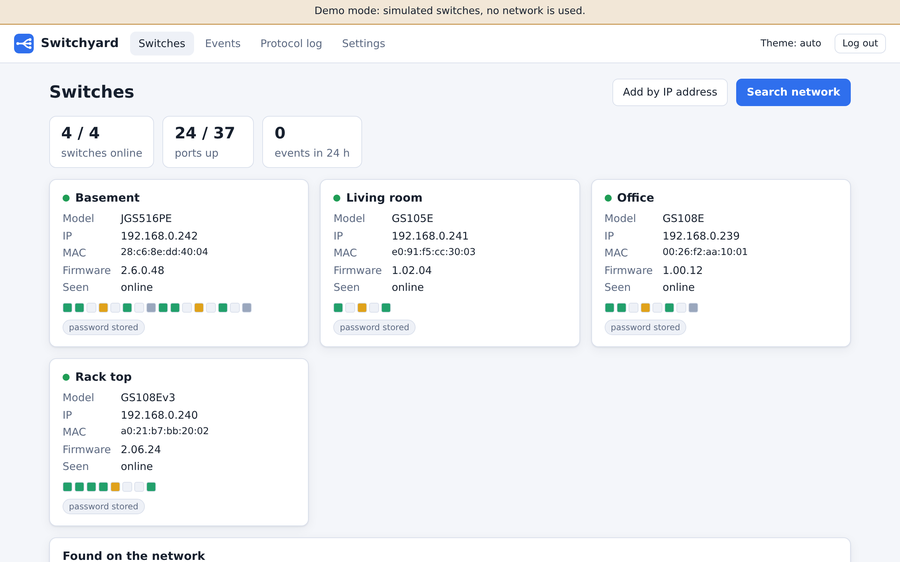 Demo mode: simulated switches, no network is used.
Switchyard Switches Events Protocol log Settings Theme: auto Log out
Switches Add by IP address Search network
4 / 4
switches online
24 / 37
ports up
0
events in 24 h
Basement
Model JGS516PE
IP 192.168.0.242
MAC 28:c6:8e:dd:40:04
Firmware 2.6.0.48
Seen online
password stored
Living room
Model GS105E
IP 192.168.0.241
MAC e0:91:f5:cc:30:03
Firmware 1.02.04
Seen online
password stored
Office
Model GS108E
IP 192.168.0.239
MAC 00:26:f2:aa:10:01
Firmware 1.00.12
Seen online
password stored
Rack top
Model GS108Ev3
IP 192.168.0.240
MAC a0:21:b7:bb:20:02
Firmware 2.06.24
Seen online
password stored
Found on the network